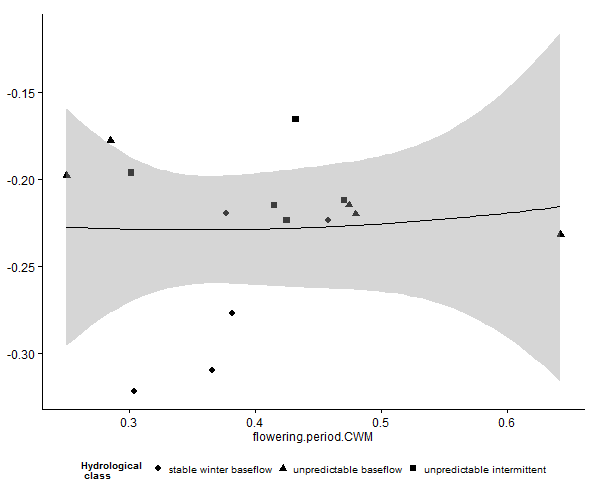 -0.15
-0.20
-0.25
-0.30
0.3 0.4 0.5 0.6
flowering.period.CWM
Hydrological
class
stable winter baseflow unpredictable baseflow unpredictable intermittent